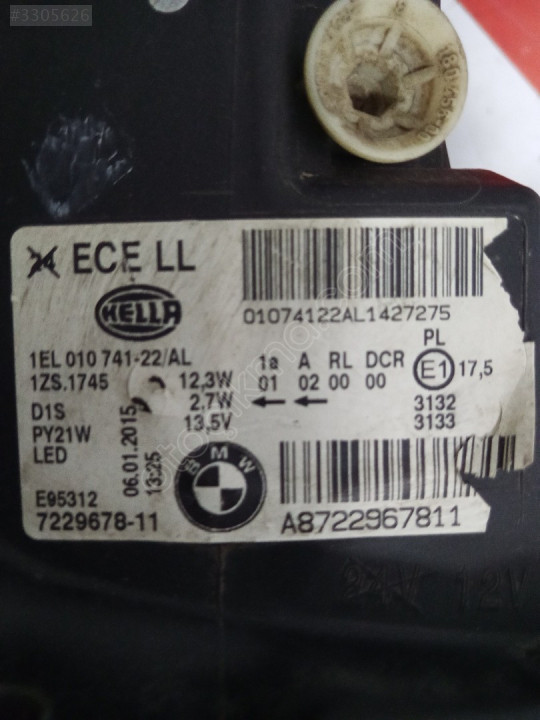 #3305626
24 ECE LL
HELLA
01074122AL1427275
1EL 010 741-22/AL
1ZS.1745
D1S
PY21W
LED
06.01.2015
13:25
12,3W
2,7W
13,5V
1a A RL DCR
01 02 00 00
PL
E1 17,5
3132
3133
BMW
E95312
7229678-11
A8722967811
12V